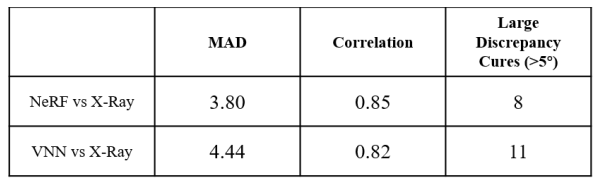 MAD
Correlation
Large
Discrepancy
Cures (>5°)
NeRF vs X-Ray
3.80
0.85
8
VNN vs X-Ray
4.44
0.82
11